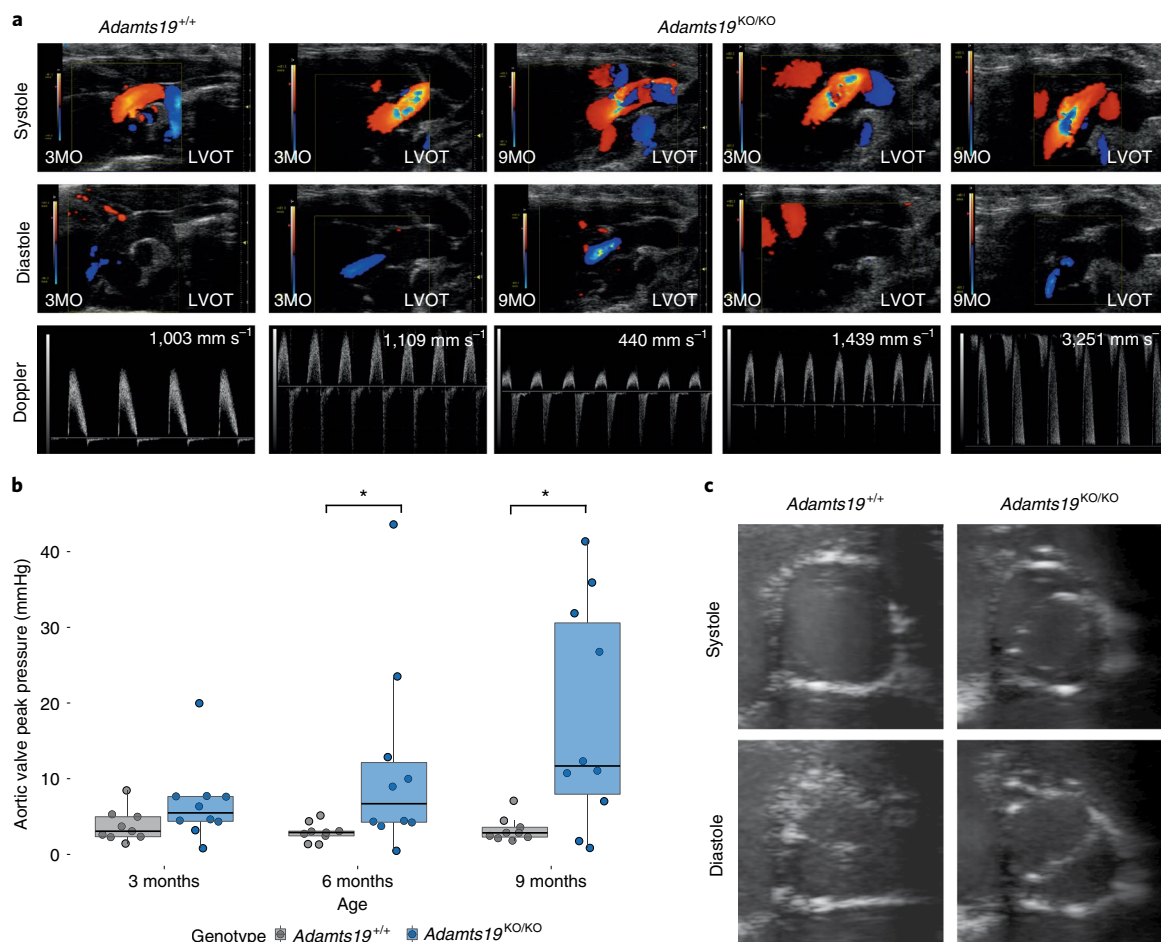 a
Adamts19+/+
Adamts19KO/KO
Systole
3MO LVOT
3MO LVOT
9MO LVOT
3MO LVOT
9MO LVOT
Diastole
3MO LVOT
3MO LVOT
9MO LVOT
3MO LVOT
9MO LVOT
Doppler
1,003 mm s−1
1,109 mm s−1
440 mm s−1
1,439 mm s−1
3,251 mm s−1
b
Aortic valve peak pressure (mmHg)
40
30
20
10
0
*
*
3 months
6 months
9 months
Age
Genotype Adamts19+/+ Adamts19KO/KO
c
Adamts19+/+
Adamts19KO/KO
Systole
Diastole